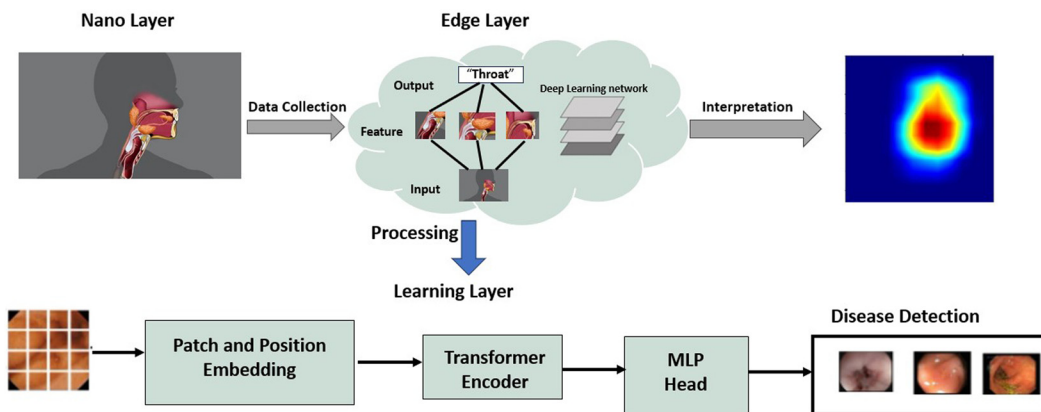 Nano Layer
Edge Layer
"Throat"
Output
Deep Learning network
Data Collection
Interpretation
Feature
Input
Processing
Learning Layer
Disease Detection
Patch and Position
Embedding
Transformer
Encoder
MLP
Head